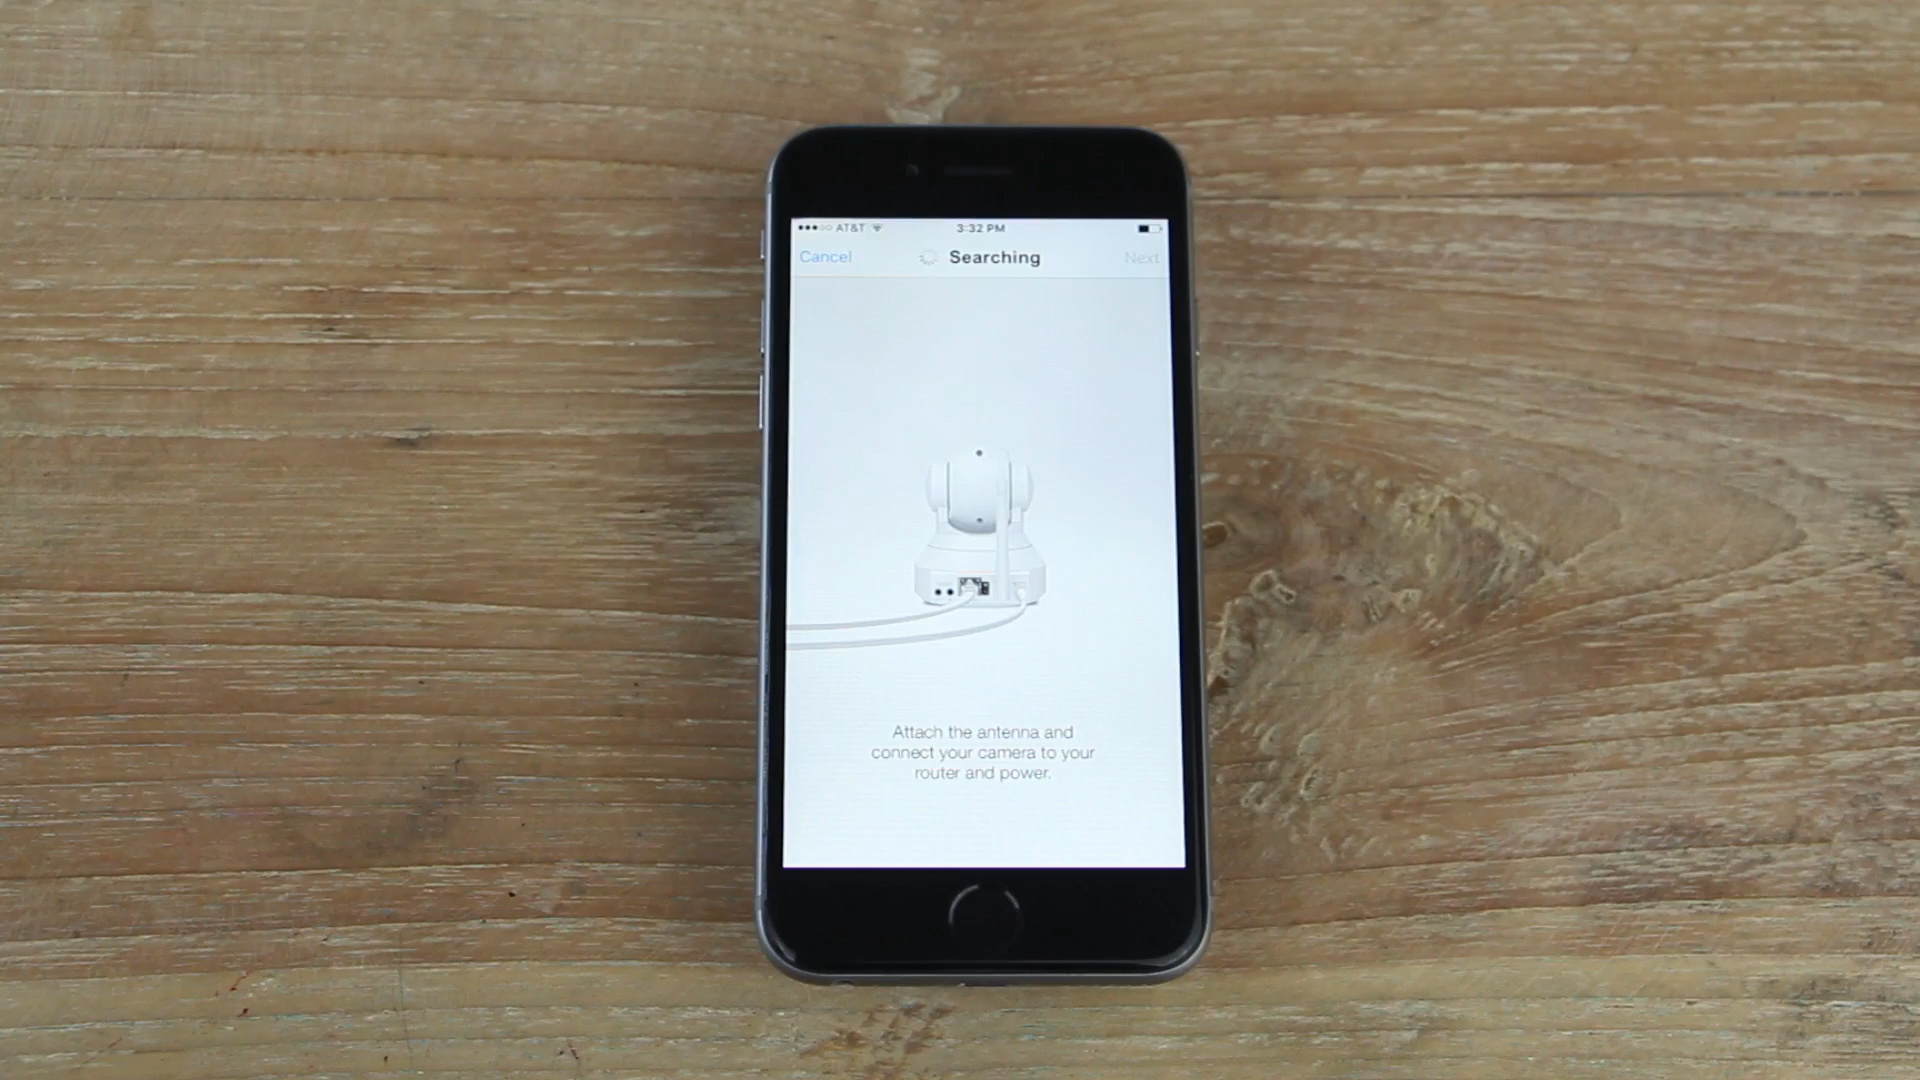 AT&T 3:32 PM
Cancel Searching Next
Attach the antenna and
connect your camera to your
router and power.